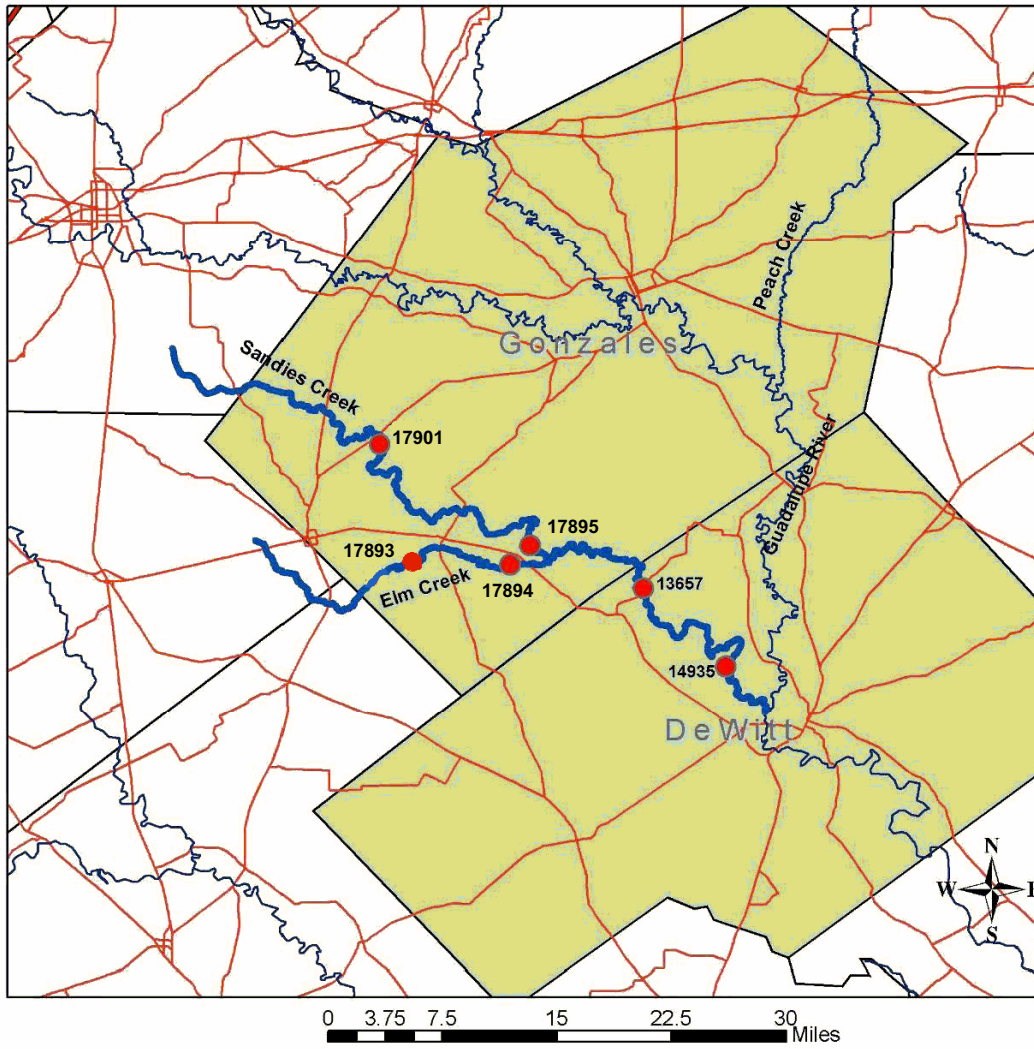 Peach Creek
Gonzales
Sandies Creek
17901
Guadalupe River
17895
17893
17894
Elm Creek
13657
14935
DeWitt
N
W E
S
0 3.75 7.5 15 22.5 30
Miles